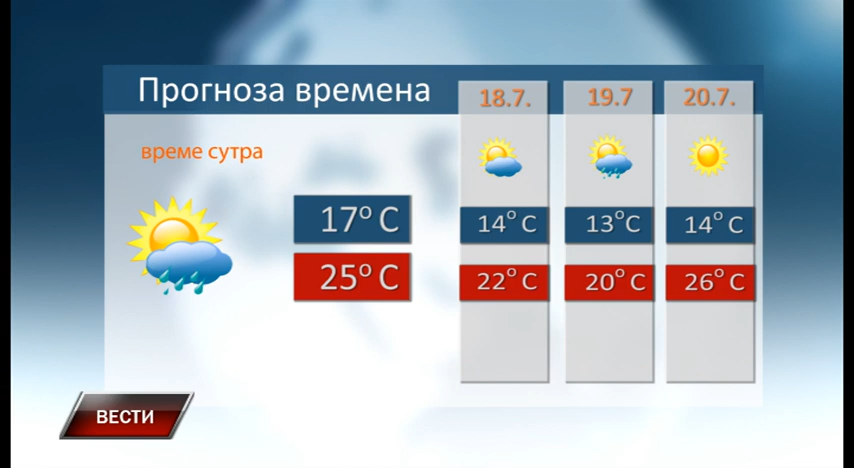 Прогноза времена
време сутра
17° C
25° C
18.7.
14° C
22° C
19.7
13°C
20° C
20.7.
14° C
26° C
ВЕСТИ